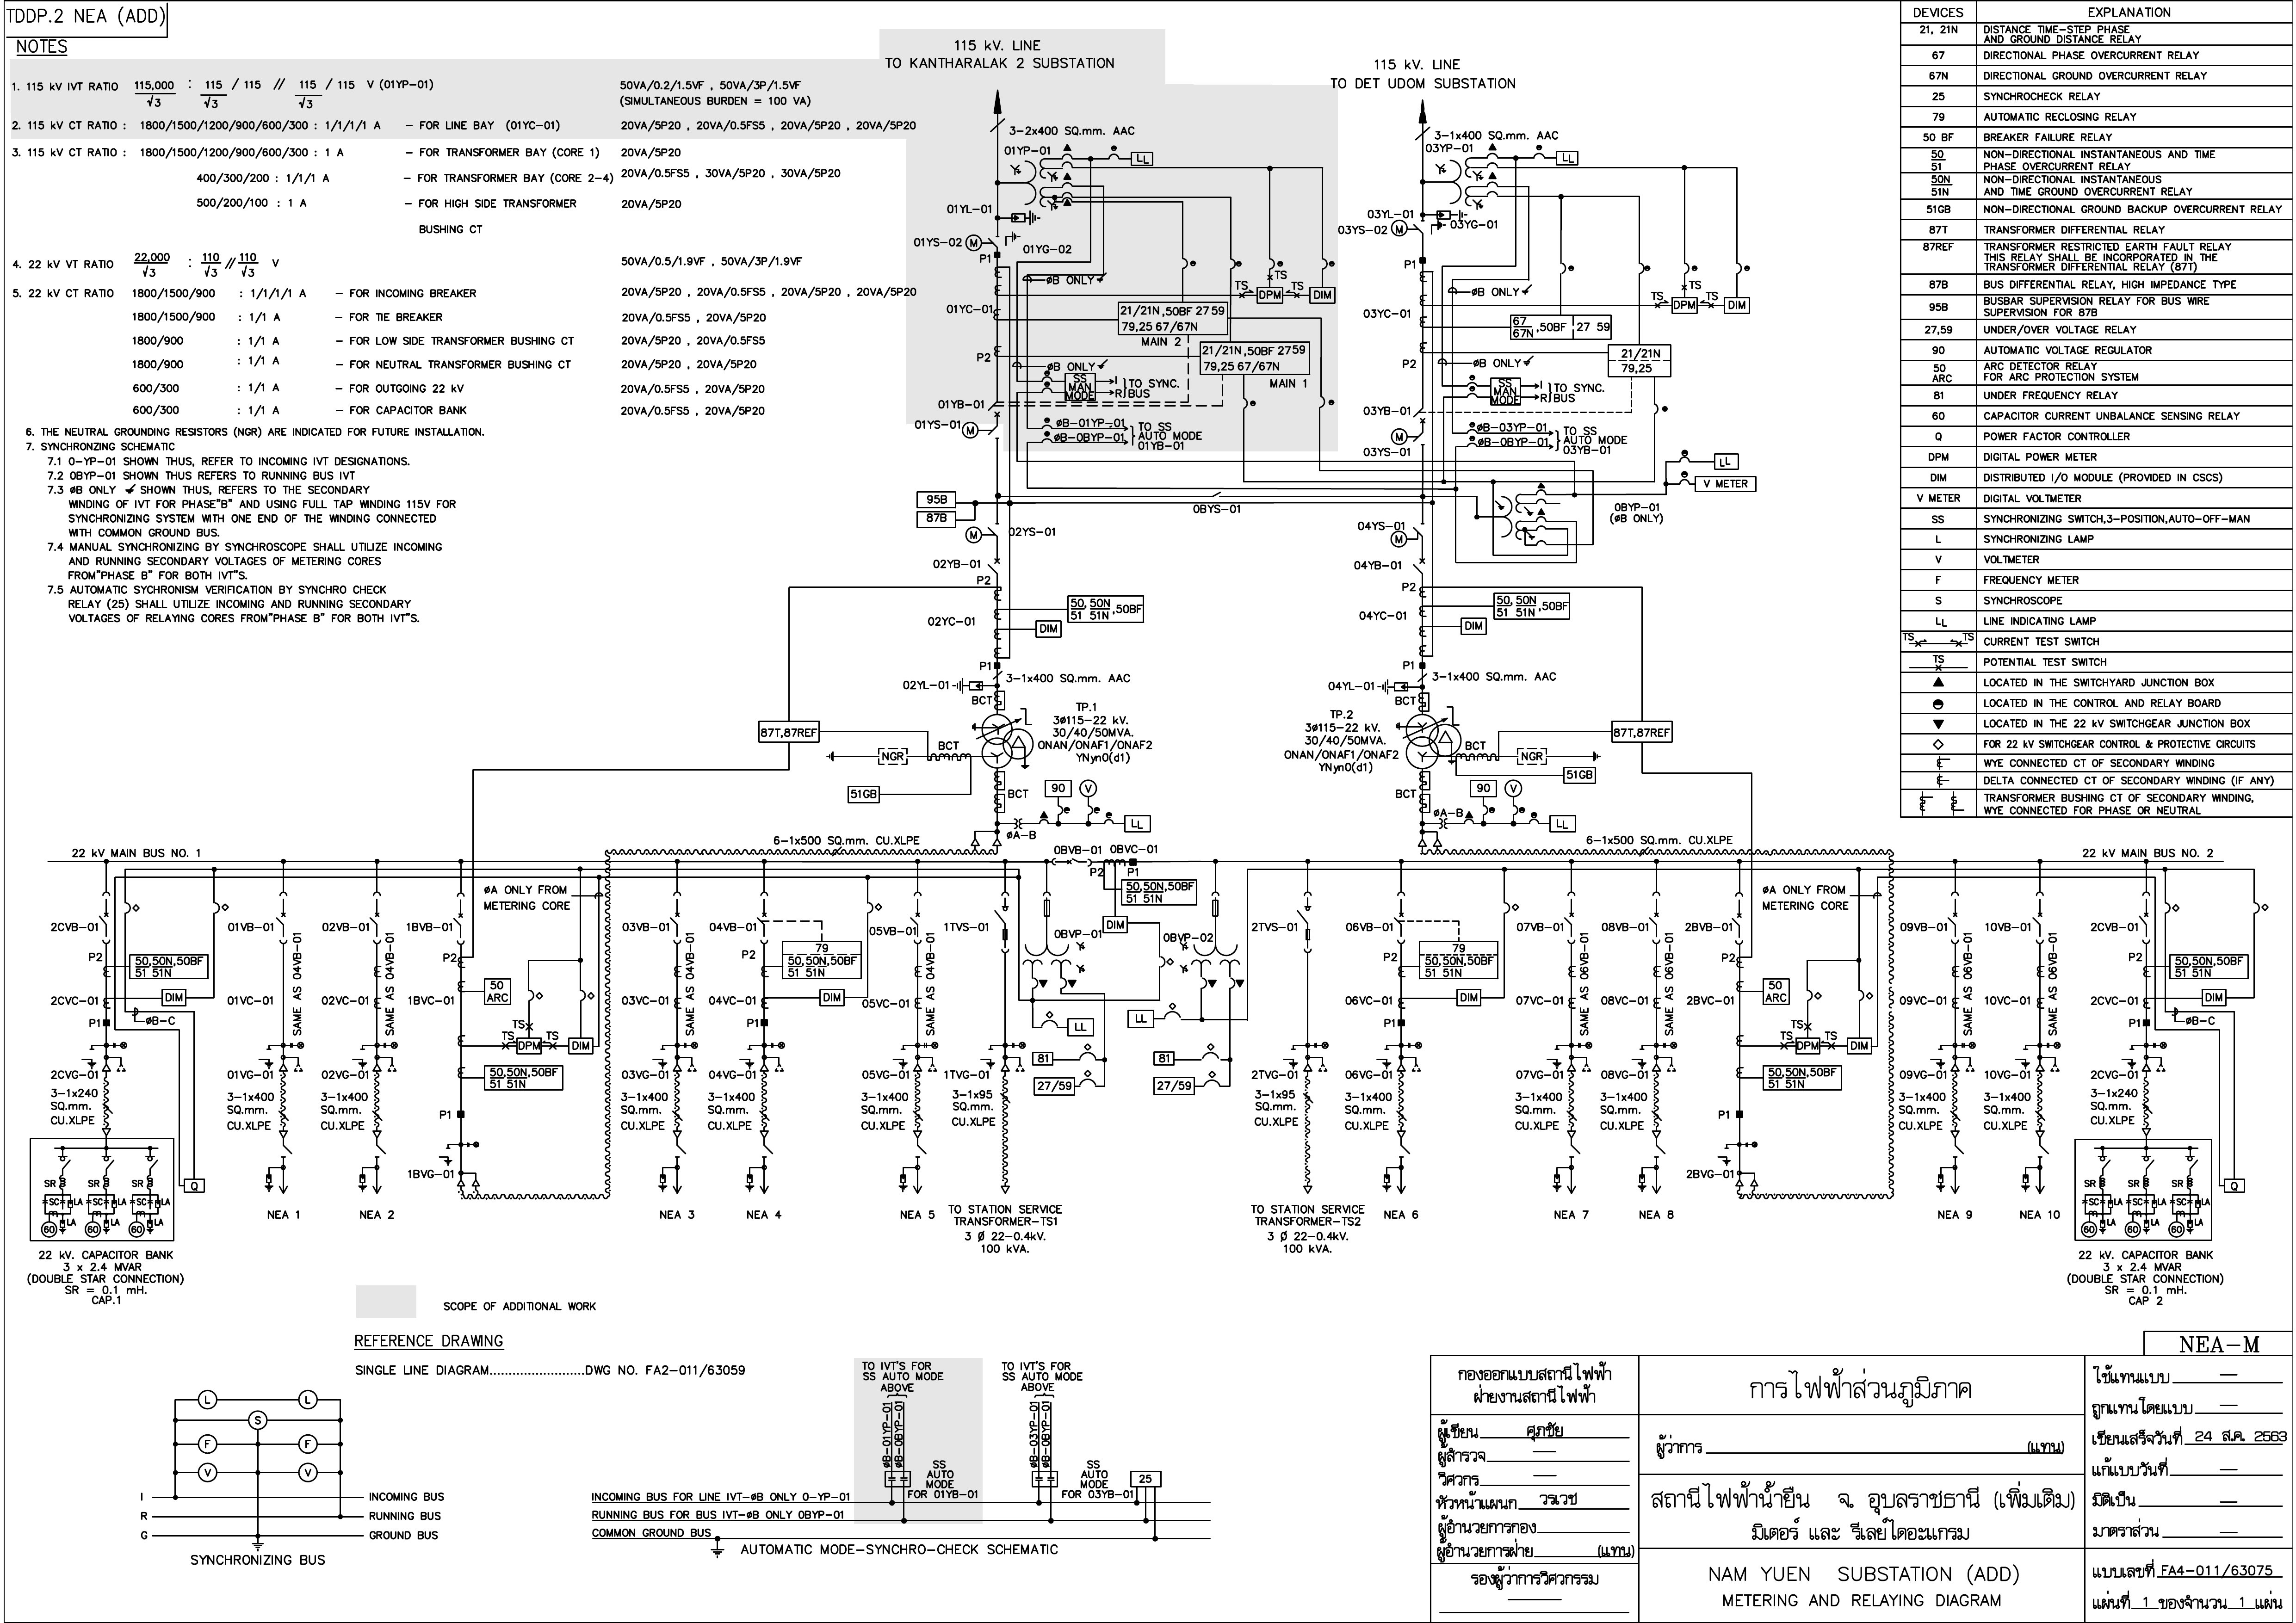 TDDP.2 NEA (ADD)
NOTES
1. 115 kV IVT RATIO 115,000/√3 : 115/√3 / 115 // 115/√3 / 115 V (01YP-01) 50VA/0.2/1.5VF , 50VA/3P/1.5VF
(SIMULTANEOUS BURDEN = 100 VA)
2. 115 kV CT RATIO : 1800/1500/1200/900/600/300 : 1/1/1/1 A - FOR LINE BAY (01YC-01) 20VA/5P20 , 20VA/0.5FS5 , 20VA/5P20 , 20VA/5P20
3. 115 kV CT RATIO : 1800/1500/1200/900/600/300 : 1 A - FOR TRANSFORMER BAY (CORE 1) 20VA/5P20
400/300/200 : 1/1/1 A - FOR TRANSFORMER BAY (CORE 2-4) 20VA/0.5FS5 , 30VA/5P20 , 30VA/5P20
500/200/100 : 1 A - FOR HIGH SIDE TRANSFORMER 20VA/5P20
BUSHING CT
4. 22 kV VT RATIO 22,000/√3 : 110/√3 // 110/√3 V 50VA/0.5/1.9VF , 50VA/3P/1.9VF
5. 22 kV CT RATIO 1800/1500/900 : 1/1/1/1 A - FOR INCOMING BREAKER 20VA/5P20 , 20VA/0.5FS5 , 20VA/5P20 , 20VA/5P20
1800/1500/900 : 1/1 A - FOR TIE BREAKER 20VA/0.5FS5 , 20VA/5P20
1800/900 : 1/1 A - FOR LOW SIDE TRANSFORMER BUSHING CT 20VA/5P20 , 20VA/0.5FS5
1800/900 : 1/1 A - FOR NEUTRAL TRANSFORMER BUSHING CT 20VA/5P20 , 20VA/5P20
600/300 : 1/1 A - FOR OUTGOING 22 kV 20VA/0.5FS5 , 20VA/5P20
600/300 : 1/1 A - FOR CAPACITOR BANK 20VA/0.5FS5 , 20VA/5P20
6. THE NEUTRAL GROUNDING RESISTORS (NGR) ARE INDICATED FOR FUTURE INSTALLATION.
7. SYNCHRONIZING SCHEMATIC
7.1 0-YP-01 SHOWN THUS, REFER TO INCOMING IVT DESIGNATIONS.
7.2 0BYP-01 SHOWN THUS REFERS TO RUNNING BUS IVT
7.3 øB ONLY SHOWN THUS, REFERS TO THE SECONDARY
WINDING OF IVT FOR PHASE"B" AND USING FULL TAP WINDING 115V FOR
SYNCHRONIZING SYSTEM WITH ONE END OF THE WINDING CONNECTED
WITH COMMON GROUND BUS.
7.4 MANUAL SYNCHRONIZING BY SYNCHROSCOPE SHALL UTILIZE INCOMING
AND RUNNING SECONDARY VOLTAGES OF METERING CORES
FROM"PHASE B" FOR BOTH IVT"S.
7.5 AUTOMATIC SYCHRONISM VERIFICATION BY SYNCHRO CHECK
RELAY (25) SHALL UTILIZE INCOMING AND RUNNING SECONDARY
VOLTAGES OF RELAYING CORES FROM"PHASE B" FOR BOTH IVT"S.
115 kV. LINE
TO KANTHARALAK 2 SUBSTATION
3-2x400 SQ.mm. AAC
01YP-01
LL
01YL-01
01YS-02
M
01YG-02
P1
øB ONLY
TS
TS DPM TS DIM
01YC-01
21/21N,50BF 27 59
79,25 67/67N
MAIN 2
P2
21/21N,50BF 27 59
79,25 67/67N
MAIN 1
øB ONLY
SS
MAN
MODE
I
R
TO SYNC.
BUS
01YB-01
01YS-01
M
øB-01YP-01
øB-0BYP-01
TO SS
AUTO MODE
01YB-01
115 kV. LINE
TO DET UDOM SUBSTATION
3-1x400 SQ.mm. AAC
03YP-01
LL
03YL-01
03YG-01
03YS-02
M
P1
øB ONLY
TS
TS DPM TS DIM
03YC-01
67
67N ,50BF 27 59
P2
øB ONLY
21/21N
79,25
SS
MAN
MODE
I
R
TO SYNC.
BUS
03YB-01
M
03YS-01
øB-03YP-01
øB-0BYP-01
TO SS
AUTO MODE
03YB-01
LL
V METER
0BYP-01
(øB ONLY)
0BYS-01
95B
87B
02YS-01
M
02YB-01
P2
50,50N
51 51N ,50BF
02YC-01
DIM
P1
3-1x400 SQ.mm. AAC
02YL-01
BCT
TP.1
3ø115-22 kV.
30/40/50MVA.
ONAN/ONAF1/ONAF2
YNyn0(d1)
87T,87REF
BCT
NGR
51GB
BCT
90
V
LL
øA-B
6-1x500 SQ.mm. CU.XLPE
04YS-01
M
04YB-01
P2
50,50N
51 51N ,50BF
04YC-01
DIM
P1
3-1x400 SQ.mm. AAC
04YL-01
BCT
TP.2
3ø115-22 kV.
30/40/50MVA.
ONAN/ONAF1/ONAF2
YNyn0(d1)
BCT
NGR
87T,87REF
51GB
BCT
90
V
LL
øA-B
6-1x500 SQ.mm. CU.XLPE
22 kV MAIN BUS NO. 1
22 kV MAIN BUS NO. 2
0BVB-01
0BVC-01
P2
P1
50,50N,50BF
51 51N
DIM
2CVB-01
P2
50,50N,50BF
51 51N
2CVC-01
DIM
P1
øB-C
2CVG-01
3-1x240
SQ.mm.
CU.XLPE
SR SR SR
SC LA SC LA SC LA
60 LA 60 LA 60 LA
Q
22 kV. CAPACITOR BANK
3 x 2.4 MVAR
(DOUBLE STAR CONNECTION)
SR = 0.1 mH.
CAP.1
01VB-01
01VC-01
SAME AS 04VB-01
01VG-01
3-1x400
SQ.mm.
CU.XLPE
NEA 1
02VB-01
02VC-01
SAME AS 04VB-01
02VG-01
3-1x400
SQ.mm.
CU.XLPE
NEA 2
øA ONLY FROM
METERING CORE
1BVB-01
P2
50
ARC
1BVC-01
TS
TS DPM TS DIM
50,50N,50BF
51 51N
P1
1BVG-01
03VB-01
03VC-01
SAME AS 04VB-01
03VG-01
3-1x400
SQ.mm.
CU.XLPE
NEA 3
04VB-01
79
50,50N,50BF
51 51N
P2
04VC-01
DIM
P1
04VG-01
3-1x400
SQ.mm.
CU.XLPE
NEA 4
05VB-01
05VC-01
SAME AS 04VB-01
05VG-01
3-1x400
SQ.mm.
CU.XLPE
NEA 5
1TVS-01
1TVG-01
3-1x95
SQ.mm.
CU.XLPE
TO STATION SERVICE
TRANSFORMER-TS1
3 Ø 22-0.4kV.
100 kVA.
0BVP-01
LL
81
27/59
0BVP-02
LL
81
27/59
2TVS-01
2TVG-01
3-1x95
SQ.mm.
CU.XLPE
TO STATION SERVICE
TRANSFORMER-TS2
3 Ø 22-0.4kV.
100 kVA.
06VB-01
79
50,50N,50BF
51 51N
P2
06VC-01
DIM
P1
06VG-01
3-1x400
SQ.mm.
CU.XLPE
NEA 6
07VB-01
07VC-01
SAME AS 06VB-01
07VG-01
3-1x400
SQ.mm.
CU.XLPE
NEA 7
08VB-01
08VC-01
SAME AS 06VB-01
08VG-01
3-1x400
SQ.mm.
CU.XLPE
NEA 8
øA ONLY FROM
METERING CORE
2BVB-01
P2
50
ARC
2BVC-01
TS
TS DPM TS DIM
50,50N,50BF
51 51N
P1
2BVG-01
09VB-01
09VC-01
SAME AS 06VB-01
09VG-01
3-1x400
SQ.mm.
CU.XLPE
NEA 9
10VB-01
10VC-01
SAME AS 06VB-01
10VG-01
3-1x400
SQ.mm.
CU.XLPE
NEA 10
2CVB-01
P2
50,50N,50BF
51 51N
2CVC-01
DIM
P1
øB-C
2CVG-01
3-1x240
SQ.mm.
CU.XLPE
SR SR SR
SC LA SC LA SC LA
60 LA 60 LA 60 LA
Q
22 kV. CAPACITOR BANK
3 x 2.4 MVAR
(DOUBLE STAR CONNECTION)
SR = 0.1 mH.
CAP 2
DEVICES EXPLANATION
21, 21N DISTANCE TIME-STEP PHASE
AND GROUND DISTANCE RELAY
67 DIRECTIONAL PHASE OVERCURRENT RELAY
67N DIRECTIONAL GROUND OVERCURRENT RELAY
25 SYNCHROCHECK RELAY
79 AUTOMATIC RECLOSING RELAY
50 BF BREAKER FAILURE RELAY
50 NON-DIRECTIONAL INSTANTANEOUS AND TIME
51 PHASE OVERCURRENT RELAY
50N NON-DIRECTIONAL INSTANTANEOUS
51N AND TIME GROUND OVERCURRENT RELAY
51GB NON-DIRECTIONAL GROUND BACKUP OVERCURRENT RELAY
87T TRANSFORMER DIFFERENTIAL RELAY
87REF TRANSFORMER RESTRICTED EARTH FAULT RELAY
THIS RELAY SHALL BE INCORPORATED IN THE
TRANSFORMER DIFFERENTIAL RELAY (87T)
87B BUS DIFFERENTIAL RELAY, HIGH IMPEDANCE TYPE
95B BUSBAR SUPERVISION RELAY FOR BUS WIRE
SUPERVISION FOR 87B
27,59 UNDER/OVER VOLTAGE RELAY
90 AUTOMATIC VOLTAGE REGULATOR
50 ARC DETECTOR RELAY
ARC FOR ARC PROTECTION SYSTEM
81 UNDER FREQUENCY RELAY
60 CAPACITOR CURRENT UNBALANCE SENSING RELAY
Q POWER FACTOR CONTROLLER
DPM DIGITAL POWER METER
DIM DISTRIBUTED I/O MODULE (PROVIDED IN CSCS)
V METER DIGITAL VOLTMETER
SS SYNCHRONIZING SWITCH,3-POSITION,AUTO-OFF-MAN
L SYNCHRONIZING LAMP
V VOLTMETER
F FREQUENCY METER
S SYNCHROSCOPE
LL LINE INDICATING LAMP
TS TS CURRENT TEST SWITCH
TS POTENTIAL TEST SWITCH
LOCATED IN THE SWITCHYARD JUNCTION BOX
LOCATED IN THE CONTROL AND RELAY BOARD
LOCATED IN THE 22 kV SWITCHGEAR JUNCTION BOX
FOR 22 kV SWITCHGEAR CONTROL & PROTECTIVE CIRCUITS
WYE CONNECTED CT OF SECONDARY WINDING
DELTA CONNECTED CT OF SECONDARY WINDING (IF ANY)
TRANSFORMER BUSHING CT OF SECONDARY WINDING,
WYE CONNECTED FOR PHASE OR NEUTRAL
SCOPE OF ADDITIONAL WORK
REFERENCE DRAWING
SINGLE LINE DIAGRAM.........................DWG NO. FA2-011/63059
L L
S
F F
V V
I INCOMING BUS
R RUNNING BUS
G GROUND BUS
SYNCHRONIZING BUS
TO IVT'S FOR
SS AUTO MODE
ABOVE
øB-01YP-01
øB-0BYP-01
SS
AUTO
MODE
FOR 01YB-01
TO IVT'S FOR
SS AUTO MODE
ABOVE
øB-03YP-01
øB-0BYP-01
SS
AUTO
MODE
FOR 03YB-01
25
INCOMING BUS FOR LINE IVT-øB ONLY 0-YP-01
RUNNING BUS FOR BUS IVT-øB ONLY 0BYP-01
COMMON GROUND BUS
AUTOMATIC MODE-SYNCHRO-CHECK SCHEMATIC
NEA-M
กองออกแบบสถานีไฟฟ้า
ฝ่ายงานสถานีไฟฟ้า
ผู้เขียน ศุภชัย
ผู้สำรวจ —
วิศวกร —
หัวหน้าแผนก วรเวช
ผู้อำนวยการกอง
ผู้อำนวยการฝ่าย (แทน)
รองผู้ว่าการวิศวกรรม
การไฟฟ้าส่วนภูมิภาค
ผู้ว่าการ (แทน)
สถานีไฟฟ้าน้ำยืน จ. อุบลราชธานี (เพิ่มเติม)
มิเตอร์ และ รีเลย์ไดอะแกรม
NAM YUEN SUBSTATION (ADD)
METERING AND RELAYING DIAGRAM
ใช้แทนแบบ —
ถูกแทนโดยแบบ —
เขียนเสร็จวันที่ 24 ส.ค. 2563
แก้แบบวันที่ —
มิติเป็น —
มาตราส่วน —
แบบเลขที่ FA4-011/63075
แผ่นที่ 1 ของจำนวน 1 แผ่น